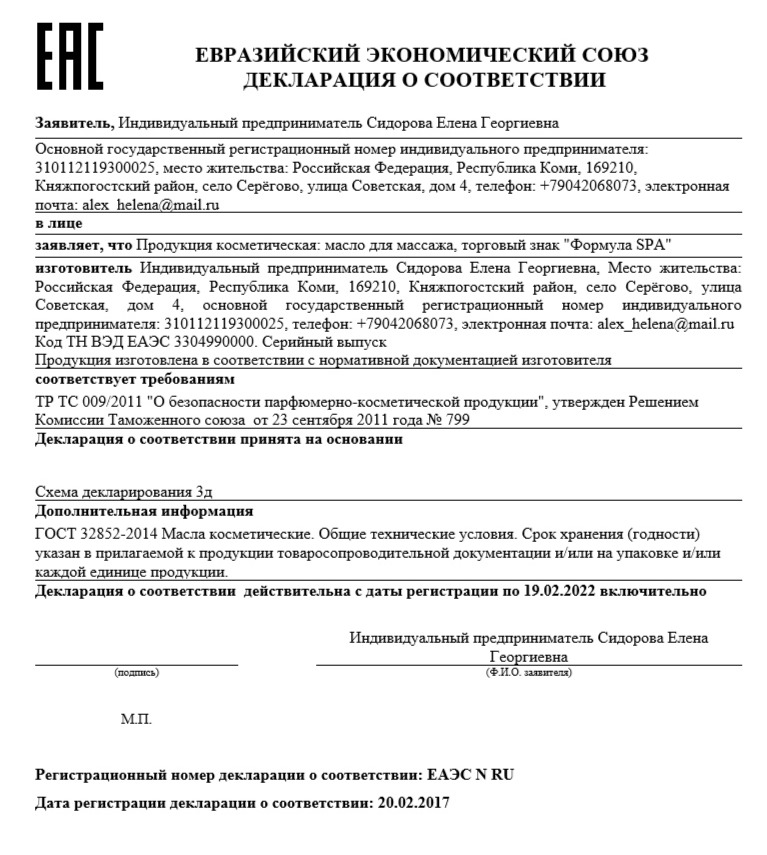 ЕАС
ЕВРАЗИЙСКИЙ ЭКОНОМИЧЕСКИЙ СОЮЗ
ДЕКЛАРАЦИЯ О СООТВЕТСТВИИ
Заявитель, Индивидуальный предприниматель Сидорова Елена Георгиевна
Основной государственный регистрационный номер индивидуального предпринимателя:
310112119300025, место жительства: Российская Федерация, Республика Коми, 169210,
Княжпогостский район, село Серёгово, улица Советская, дом 4, телефон: +79042068073, электронная
почта: alex_helena@mail.ru
в лице
заявляет, что Продукция косметическая: масло для массажа, торговый знак "Формула SPA"
изготовитель Индивидуальный предприниматель Сидорова Елена Георгиевна, Место жительства:
Российская Федерация, Республика Коми, 169210, Княжпогостский район, село Серёгово, улица
Советская, дом 4, основной государственный регистрационный номер индивидуального
предпринимателя: 310112119300025, телефон: +79042068073, электронная почта: alex_helena@mail.ru
Код ТН ВЭД ЕАЭС 3304990000. Серийный выпуск
Продукция изготовлена в соответствии с нормативной документацией изготовителя
соответствует требованиям
ТР ТС 009/2011 "О безопасности парфюмерно-косметической продукции", утвержден Решением
Комиссии Таможенного союза от 23 сентября 2011 года № 799
Декларация о соответствии принята на основании
Схема декларирования 3д
Дополнительная информация
ГОСТ 32852-2014 Масла косметические. Общие технические условия. Срок хранения (годности)
указан в прилагаемой к продукции товаросопроводительной документации и/или на упаковке и/или
каждой единице продукции.
Декларация о соответствии действительна с даты регистрации по 19.02.2022 включительно
Индивидуальный предприниматель Сидорова Елена
Георгиевна
(подпись) (Ф.И.О. заявителя)
М.П.
Регистрационный номер декларации о соответствии: ЕАЭС N RU
Дата регистрации декларации о соответствии: 20.02.2017